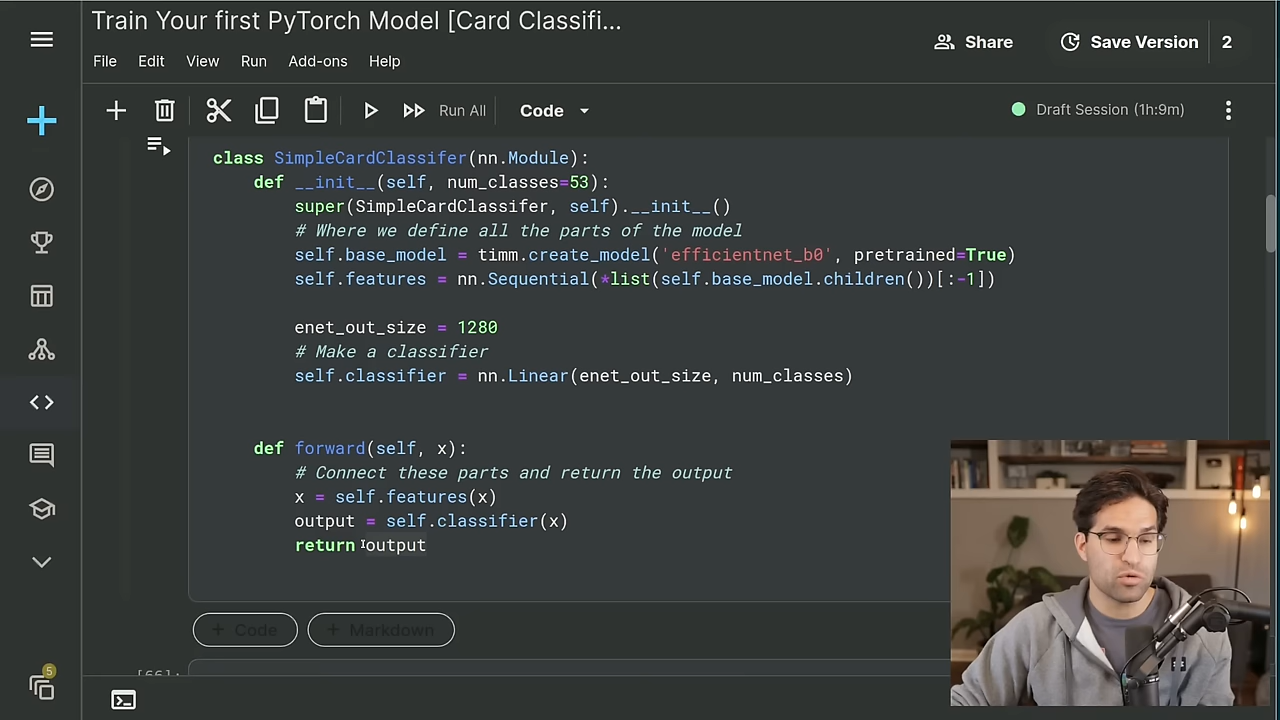 Train Your first PyTorch Model [Card Classifi...
File Edit View Run Add-ons Help
Share
Save Version 2
Run All
Code
Draft Session (1h:9m)
class SimpleCardClassifer(nn.Module):
    def __init__(self, num_classes=53):
        super(SimpleCardClassifer, self).__init__()
        # Where we define all the parts of the model
        self.base_model = timm.create_model('efficientnet_b0', pretrained=True)
        self.features = nn.Sequential(*list(self.base_model.children())[:-1])
        enet_out_size = 1280
        # Make a classifier
        self.classifier = nn.Linear(enet_out_size, num_classes)
    def forward(self, x):
        # Connect these parts and return the output
        x = self.features(x)
        output = self.classifier(x)
        return output
+ Code + Markdown
[66]:
5